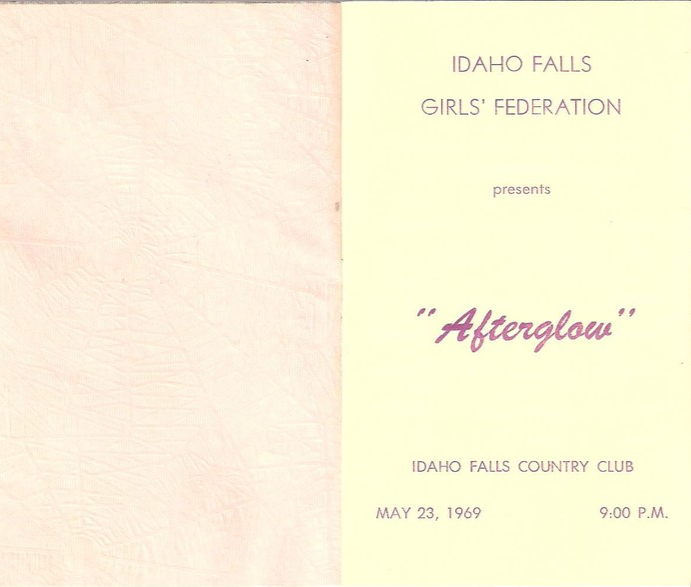 IDAHO FALLS
GIRLS' FEDERATION
presents
"Afterglow"
IDAHO FALLS COUNTRY CLUB
MAY 23, 1969 9:00 P.M.